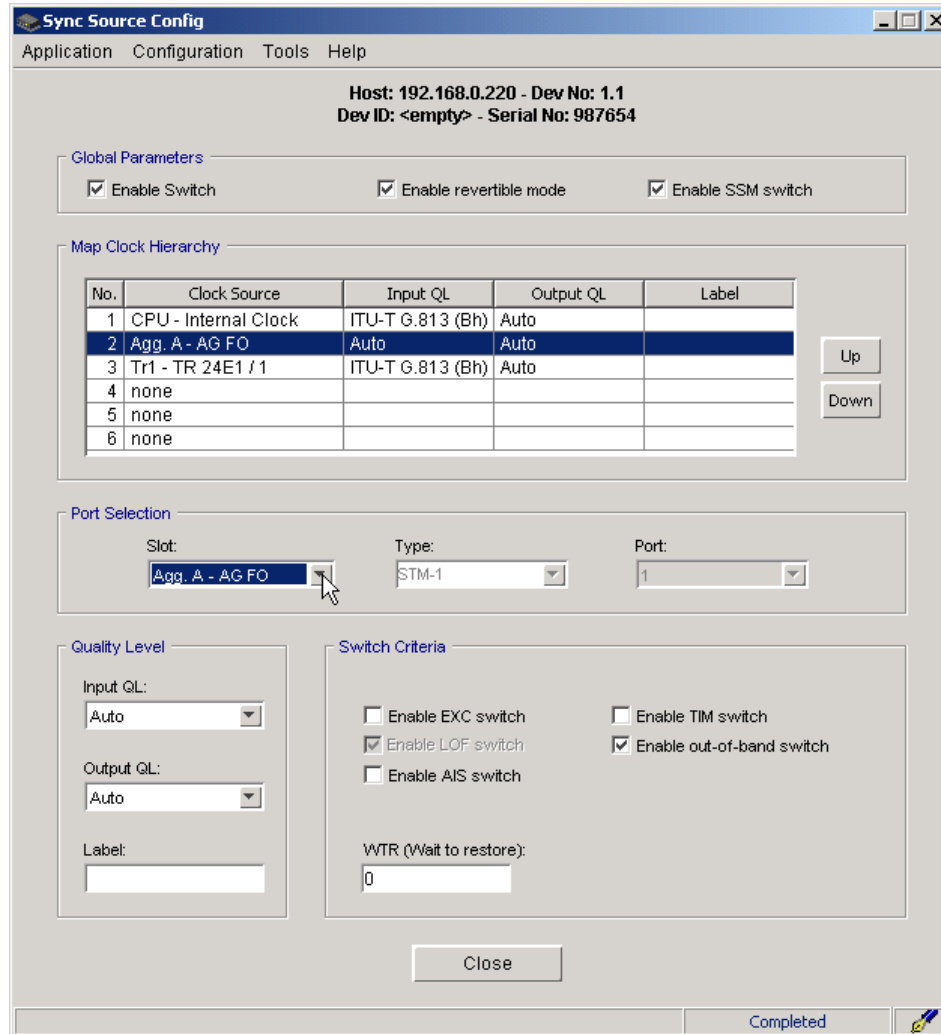 Sync Source Config
Application Configuration Tools Help
Host: 192.168.0.220 - Dev No: 1.1
Dev ID: <empty> - Serial No: 987654
Global Parameters
Enable Switch Enable revertible mode Enable SSM switch
Map Clock Hierarchy
No. Clock Source Input QL Output QL Label
1 CPU - Internal Clock ITU-T G.813 (Bh) Auto
2 Agg. A - AG FO Auto Auto
3 Tr1 - TR 24E1 / 1 ITU-T G.813 (Bh) Auto
4 none
5 none
6 none
Up
Down
Port Selection
Slot: Type: Port:
Agg. A - AG FO STM-1 1
Quality Level
Input QL:
Auto
Output QL:
Auto
Label:
Switch Criteria
Enable EXC switch Enable TIM switch
Enable LOF switch Enable out-of-band switch
Enable AIS switch
WTR (Wait to restore):
0
Close
Completed